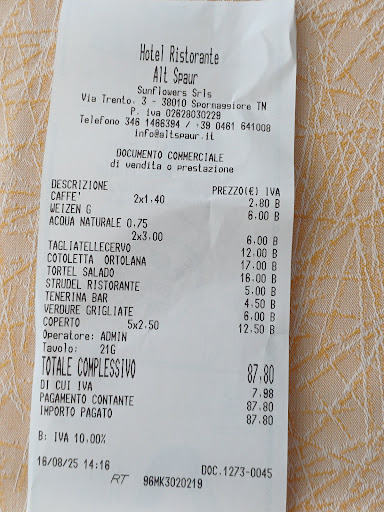 Hotel Ristorante
Alt Spaur
Sunflowers Srls
Via Trento, 3 - 38010 Spormaggiore TN
P. iva 02628030229
Telefono 346 1466394 / +39 0461 641008
info@altspaur.it
DOCUMENTO COMMERCIALE
di vendita o prestazione
DESCRIZIONE PREZZO(€) IVA
CAFFE' 2x1,40 2,80 B
WEIZEN G 6,00 B
ACQUA NATURALE 0,75
2x3,00 6,00 B
TAGLIATELLECERVO 12,00 B
COTOLETTA ORTOLANA 17,00 B
TORTEL SALADO 16,00 B
STRUDEL RISTORANTE 5,00 B
TENERINA BAR 4,50 B
VERDURE GRIGLIATE 6,00 B
COPERTO 5x2,50 12,50 B
Operatore: ADMIN
Tavolo: 21G
TOTALE COMPLESSIVO 87,80
DI CUI IVA 7,98
PAGAMENTO CONTANTE 87,80
IMPORTO PAGATO 87,80
B: IVA 10,00%
16/08/25 14:16 DOC.1273-0045
RT 96MK3020219